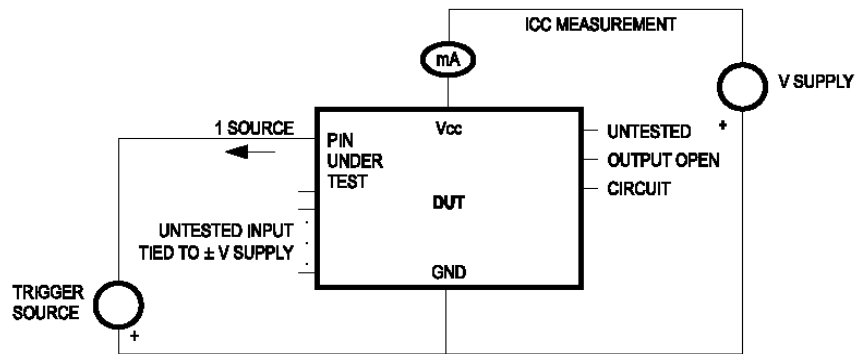 ICC MEASUREMENT
mA
V SUPPLY
+
1 SOURCE
Vcc
PIN
UNDER
TEST
UNTESTED
OUTPUT OPEN
CIRCUIT
DUT
UNTESTED INPUT
TIED TO ± V SUPPLY
GND
TRIGGER
SOURCE
+